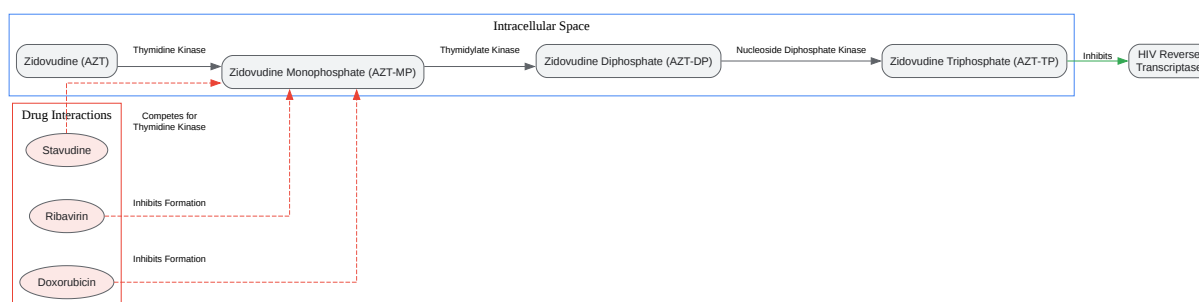 Intracellular Space
Zidovudine (AZT)
Thymidine Kinase
Zidovudine Monophosphate (AZT-MP)
Thymidylate Kinase
Zidovudine Diphosphate (AZT-DP)
Nucleoside Diphosphate Kinase
Zidovudine Triphosphate (AZT-TP)
Inhibits
HIV Reverse
Transcriptase
Drug Interactions
Competes for
Thymidine Kinase
Stavudine
Ribavirin
Inhibits Formation
Doxorubicin
Inhibits Formation